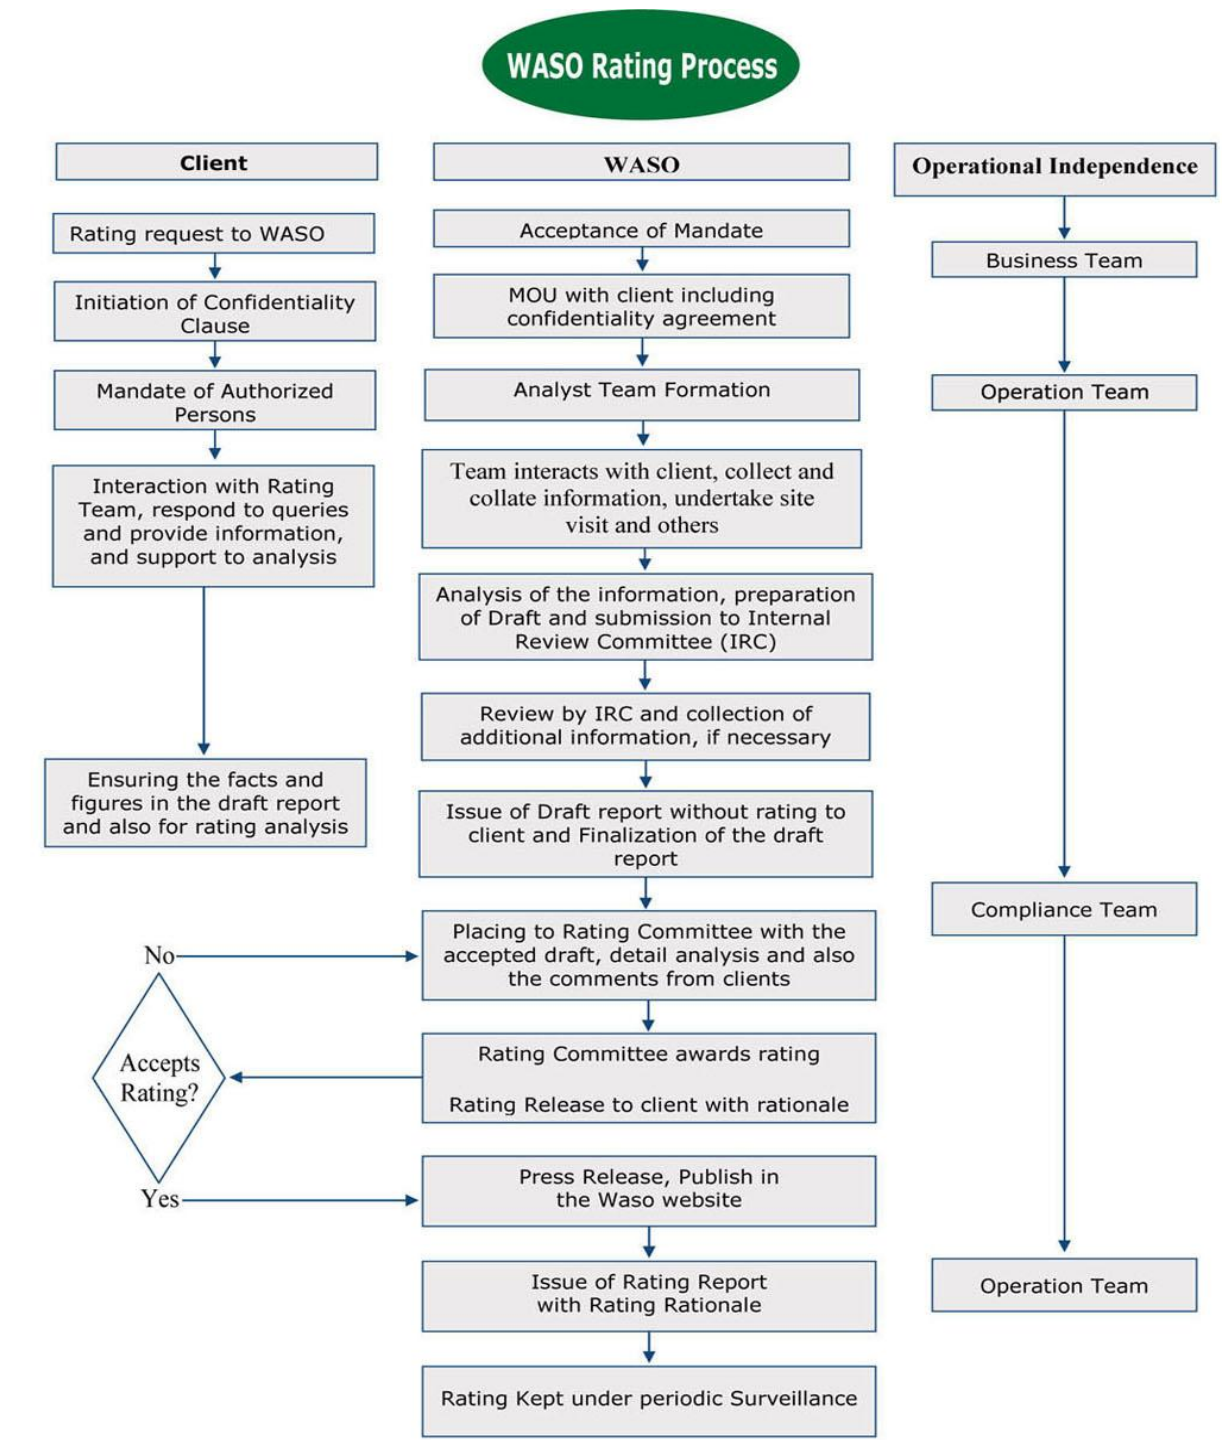 WASO Rating Process
Client
Rating request to WASO
Initiation of Confidentiality
Clause
Mandate of Authorized
Persons
Interaction with Rating
Team, respond to queries
and provide information,
and support to analysis
Ensuring the facts and
figures in the draft report
and also for rating analysis
No
Accepts
Rating?
Yes
WASO
Acceptance of Mandate
MOU with client including
confidentiality agreement
Analyst Team Formation
Team interacts with client, collect and
collate information, undertake site
visit and others
Analysis of the information, preparation
of Draft and submission to Internal
Review Committee (IRC)
Review by IRC and collection of
additional information, if necessary
Issue of Draft report without rating to
client and Finalization of the draft
report
Placing to Rating Committee with the
accepted draft, detail analysis and also
the comments from clients
Rating Committee awards rating
Rating Release to client with rationale
Press Release, Publish in
the Waso website
Issue of Rating Report
with Rating Rationale
Rating Kept under periodic Surveillance
Operational Independence
Business Team
Operation Team
Compliance Team
Operation Team